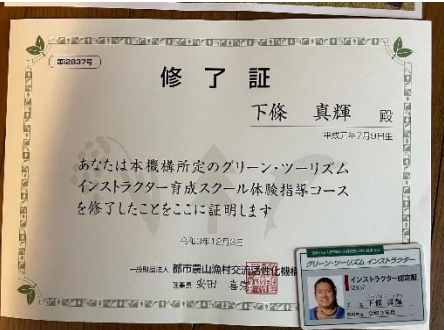 第12837号
修了証
下條 真輝 殿
平成元年7月9日生
あなたは本機構所定のグリーン・ツーリズム
インストラクター育成スクール体験指導コース
を修了したことをここに証明します
令和3年12月3日
一般財団法人 都市農山漁村交流活性化機構
理事長 安田
グリーン・ツーリズム インストラクター
インストラクター認定証
下條 真輝